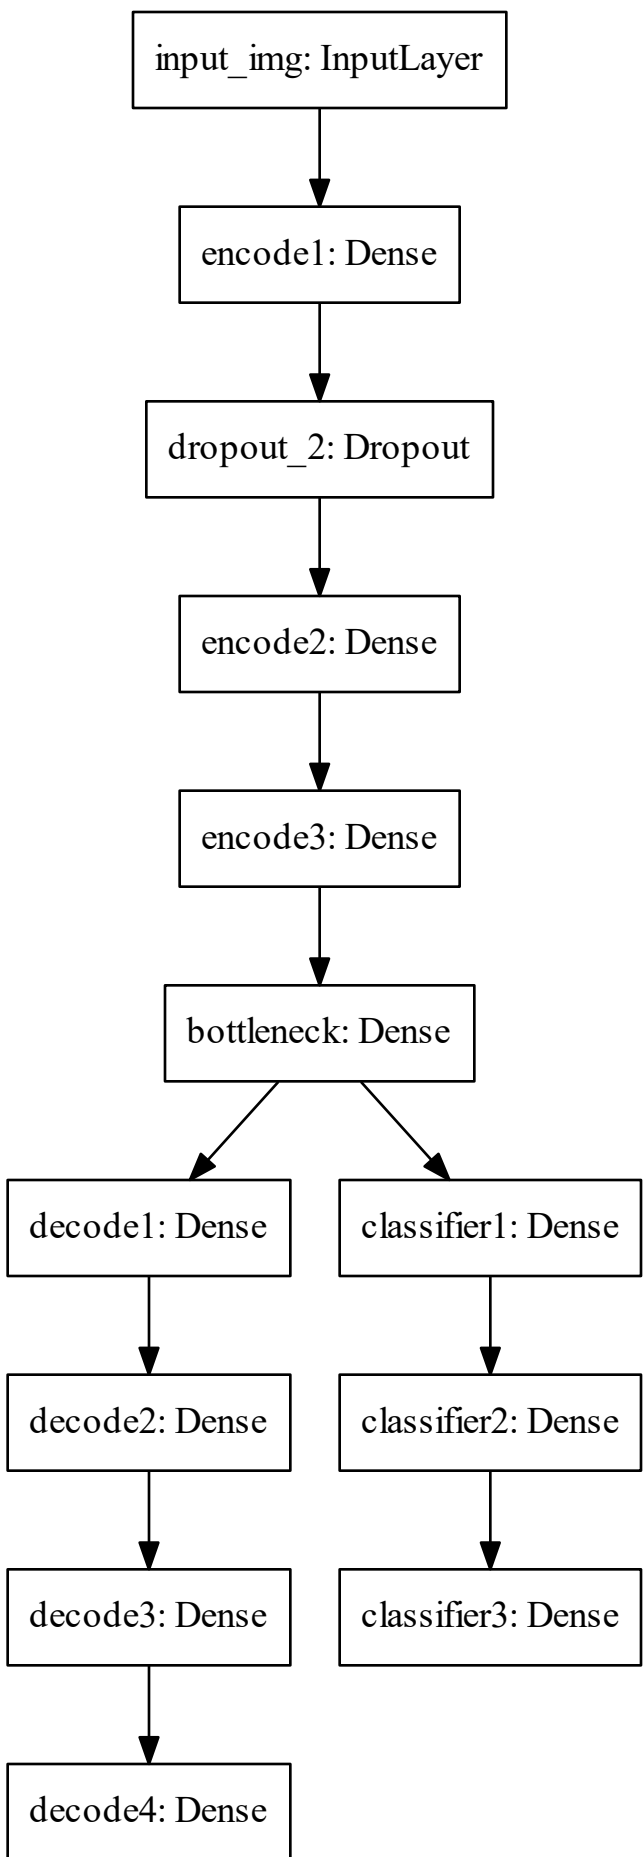 input_img: InputLayer
encode1: Dense
dropout_2: Dropout
encode2: Dense
encode3: Dense
bottleneck: Dense
decode1: Dense
classifier1: Dense
decode2: Dense
classifier2: Dense
decode3: Dense
classifier3: Dense
decode4: Dense